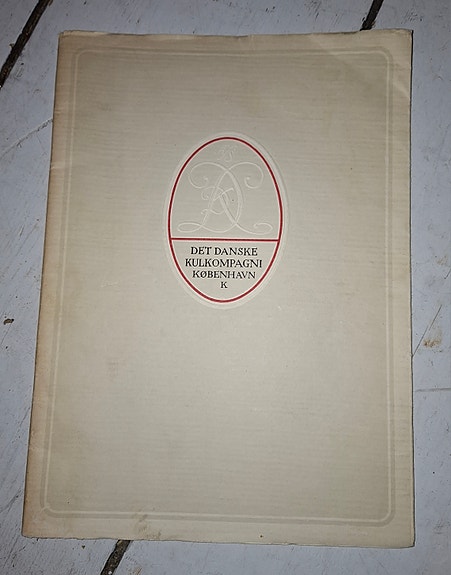 DET DANSKE
KULKOMPAGNI
KØBENHAVN
K